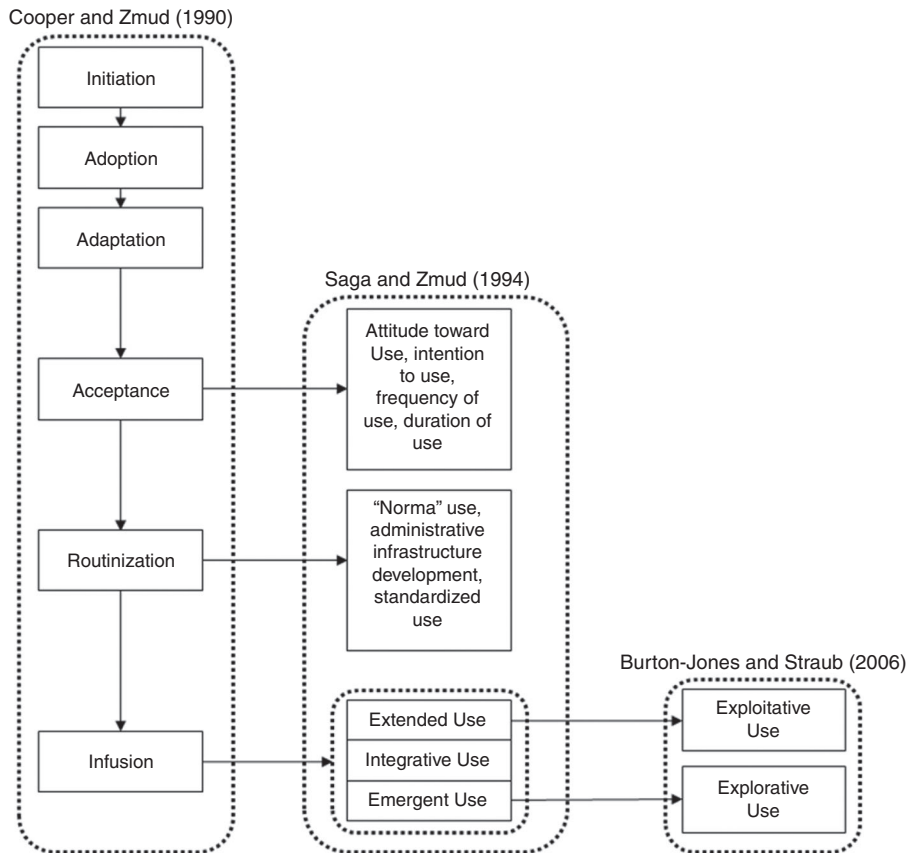 Cooper and Zmud (1990)
Initiation
Adoption
Adaptation
Acceptance
Routinization
Infusion
Saga and Zmud (1994)
Attitude toward
Use, intention
to use,
frequency of
use, duration of
use
“Norma” use,
administrative
infrastructure
development,
standardized
use
Extended Use
Integrative Use
Emergent Use
Burton-Jones and Straub (2006)
Exploitative
Use
Explorative
Use